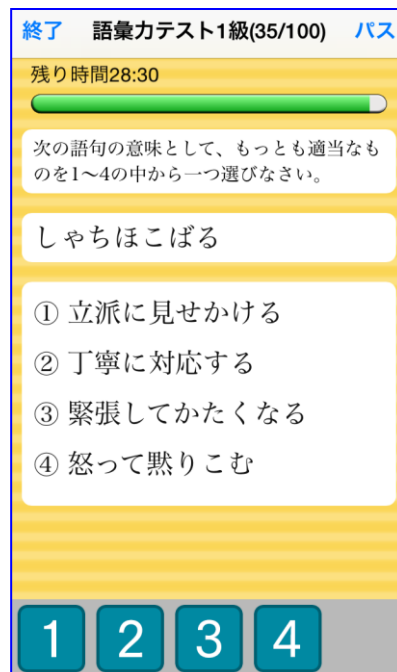 終了 語彙力テスト1級(35/100) パス
残り時間28:30
次の語句の意味として、もっとも適当なも
のを1〜4の中から一つ選びなさい。
しゃちほこばる
① 立派に見せかける
② 丁寧に対応する
③ 緊張してかたくなる
④ 怒って黙りこむ
1 2 3 4